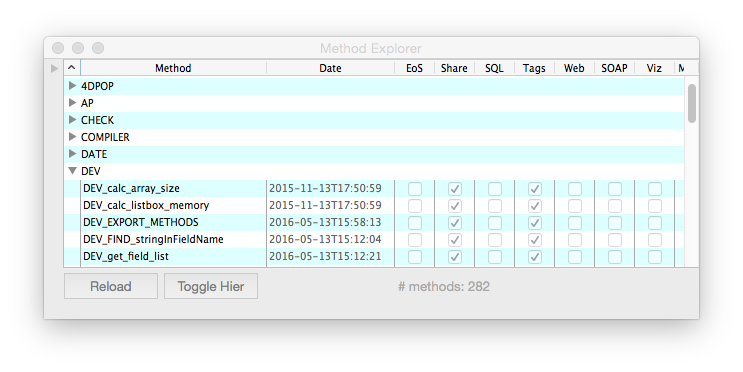 Method Explorer
Method Date EoS Share SQL Tags Web SOAP Viz M
4DPOP
AP
CHECK
COMPILER
DATE
DEV
DEV_calc_array_size 2015-11-13T17:50:59
DEV_calc_listbox_memory 2015-11-13T17:50:59
DEV_EXPORT_METHODS 2016-05-13T15:58:13
DEV_FIND_stringInFieldName 2016-05-13T15:12:04
DEV_get_field_list 2016-05-13T15:12:21
Reload Toggle Hier # methods: 282